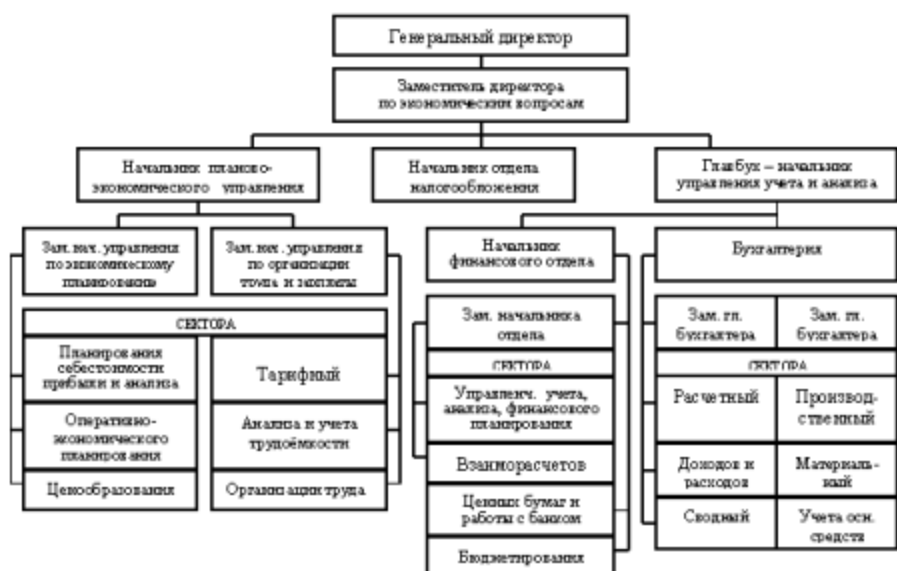 Генеральный директор
Заместитель директора
по экономическим вопросам
Начальник планово-
экономического управления
Начальник отдела
налогообложения
Главбух – начальник
управления учета и анализа
Зам. нач. управления
по экономическому
планированию
Зам. нач. управления
по организации
труда и зарплаты
Начальник
финансового отдела
Бухгалтерия
СЕКТОРА
Планирования
себестоимости
прибыли и анализа
Тарифный
Оперативно-
экономического
планирования
Анализа и учета
трудоёмкости
Ценообразования
Организации труда
Зам. начальника
отдела
СЕКТОРА
Управленч. учета,
анализа, финансового
планирования
Взаиморасчетов
Ценных бумаг и
работы с банком
Бюджетирования
Зам. гл.
бухгалтера
Зам. гл.
бухгалтера
СЕКТОРА
Расчетный
Производ-
ственный
Доходов и
расходов
Материаль-
ный
Сводный
Учета осн.
средств